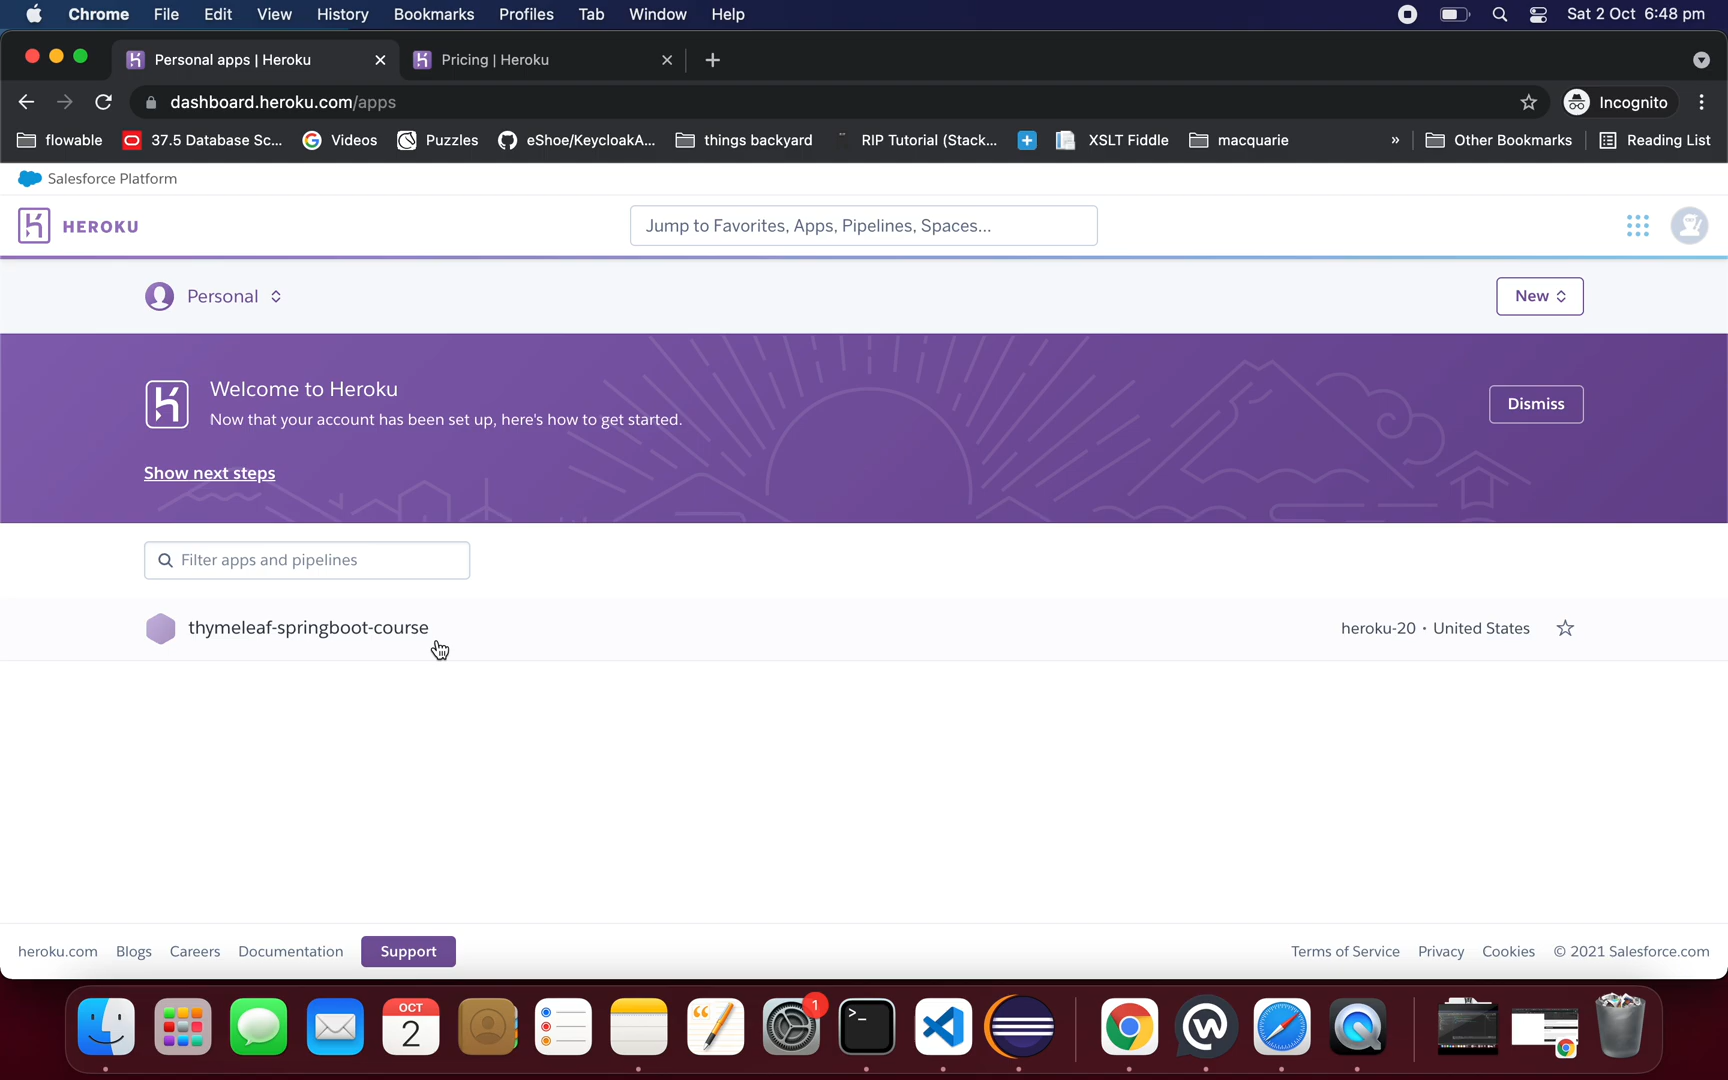 Chrome File Edit View History Bookmarks Profiles Tab Window Help Sat 2 Oct 6:48 pm
Personal apps | Heroku Pricing | Heroku
dashboard.heroku.com/apps Incognito
flowable 37.5 Database Sc... Videos Puzzles eShoe/KeycloakA... things backyard RIP Tutorial (Stack... XSLT Fiddle macquarie » Other Bookmarks Reading List
Salesforce Platform
HEROKU Jump to Favorites, Apps, Pipelines, Spaces...
Personal New
Welcome to Heroku
Now that your account has been set up, here's how to get started.
Dismiss
Show next steps
Filter apps and pipelines
thymeleaf-springboot-course heroku-20 · United States
heroku.com Blogs Careers Documentation Support Terms of Service Privacy Cookies © 2021 Salesforce.com
OCT
2
1